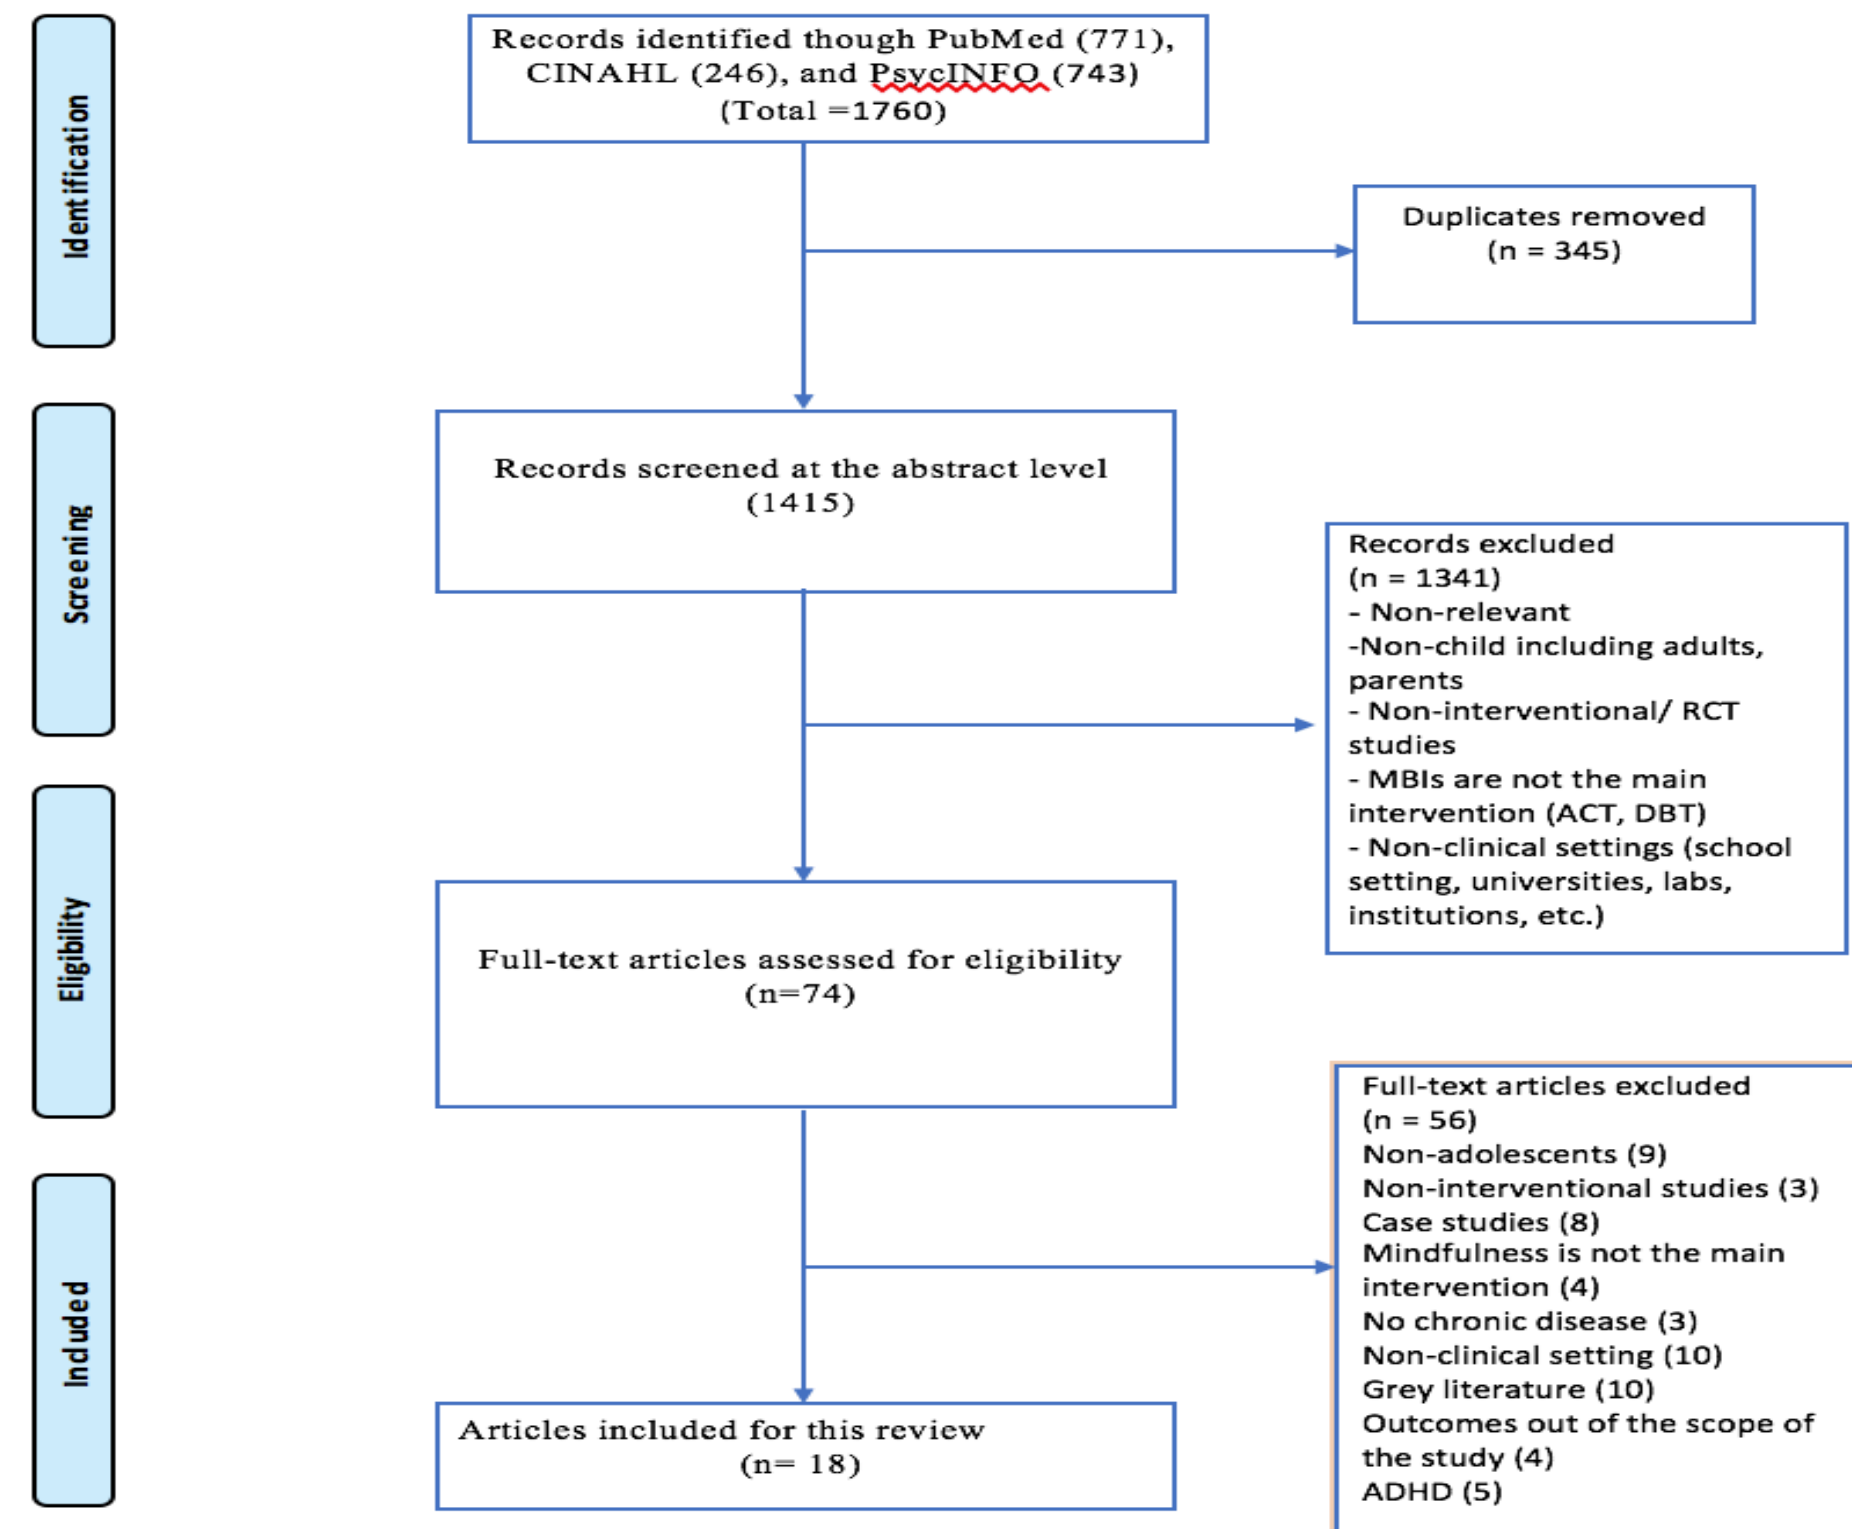 Identification
Records identified though PubMed (771),
CINAHL (246), and PsycINFO (743)
(Total =1760)
Duplicates removed
(n = 345)
Screening
Records screened at the abstract level
(1415)
Records excluded
(n = 1341)
- Non-relevant
-Non-child including adults,
parents
- Non-interventional/ RCT
studies
- MBIs are not the main
intervention (ACT, DBT)
- Non-clinical settings (school
setting, universities, labs,
institutions, etc.)
Eligibility
Full-text articles assessed for eligibility
(n=74)
Full-text articles excluded
(n = 56)
Non-adolescents (9)
Non-interventional studies (3)
Case studies (8)
Mindfulness is not the main
intervention (4)
No chronic disease (3)
Non-clinical setting (10)
Grey literature (10)
Outcomes out of the scope of
the study (4)
ADHD (5)
Included
Articles included for this review
(n= 18)